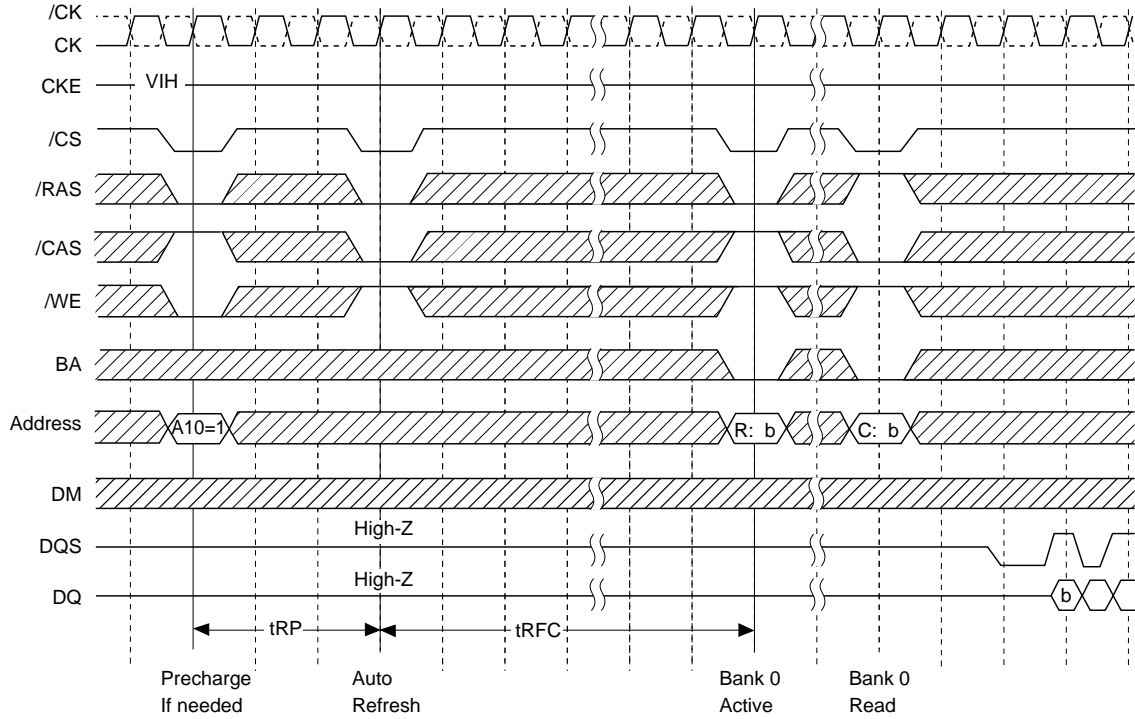 /CK
CK
CKE VIH
/CS
/RAS
/CAS
/WE
BA
Address A10=1 R: b C: b
DM
High-Z
DQS
High-Z
DQ b
tRP tRFC
Precharge Auto Bank 0 Bank 0
If needed Refresh Active Read